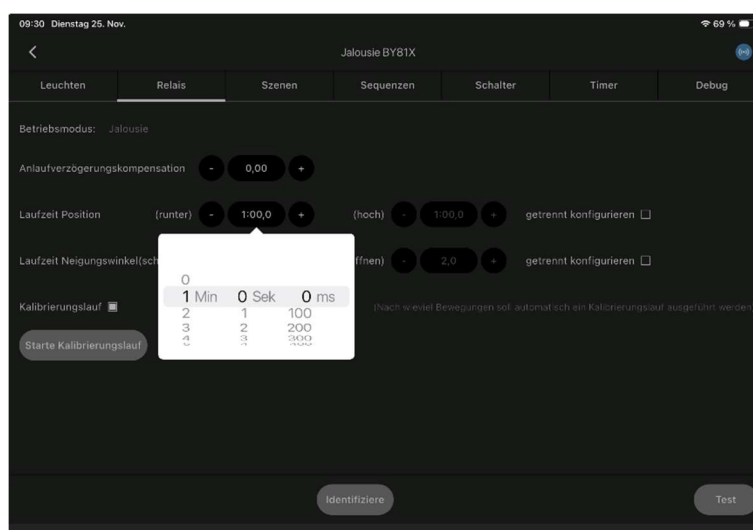 09:30 Dienstag 25. Nov. 69 %
Jalousie BY81X
Leuchten Relais Szenen Sequenzen Schalter Timer Debug
Betriebsmodus: Jalousie
Anlaufverzögerungskompensation - 0,00 +
Laufzeit Position (runter) - 1:00,0 + (hoch) - 1:00,0 + getrennt konfigurieren
Laufzeit Neigungswinkel(sch ffnen) - 2,0 + getrennt konfigurieren
0
1 Min 0 Sek 0 ms
2 1 100
3 2 200
4 3 300
Kalibrierungslauf (Nach wieviel Bewegungen soll automatisch ein Kalibrierungslauf ausgeführt werden
Starte Kalibrierungslauf
Identifiziere Test